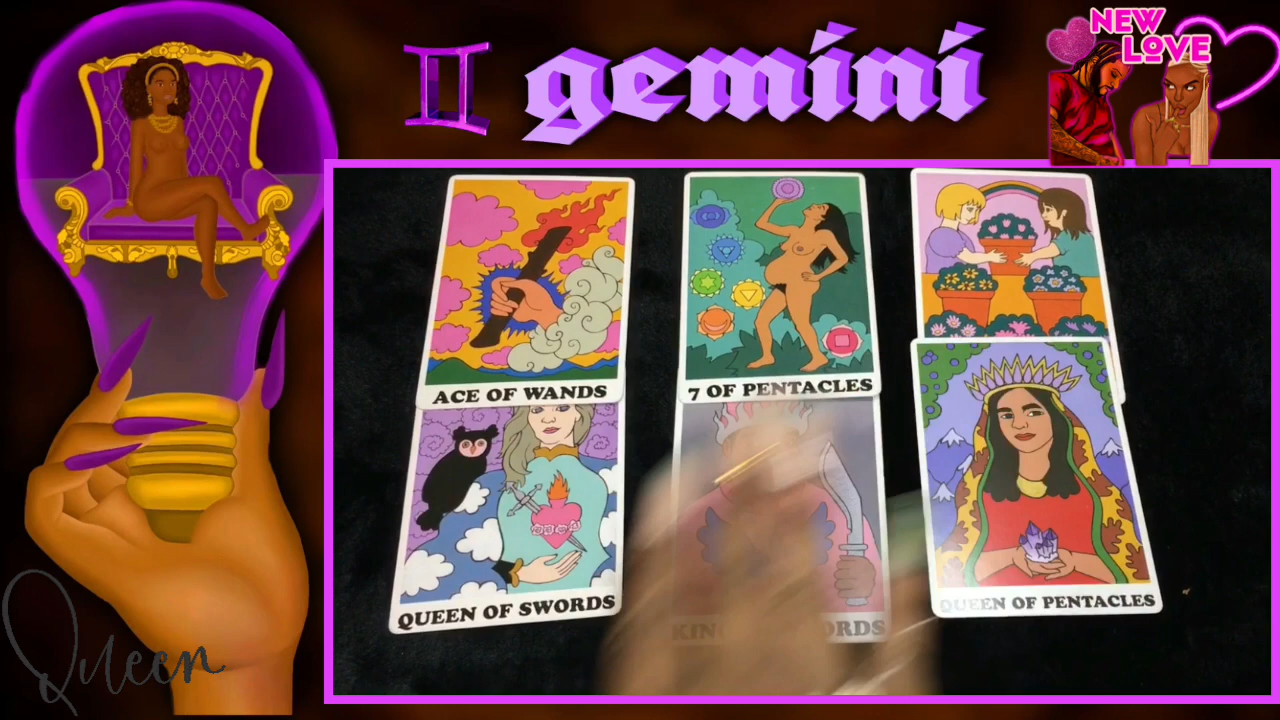 NEW
LOVE
gemini
ACE OF WANDS
7 OF PENTACLES
QUEEN OF SWORDS
QUEEN OF PENTACLES
Queen